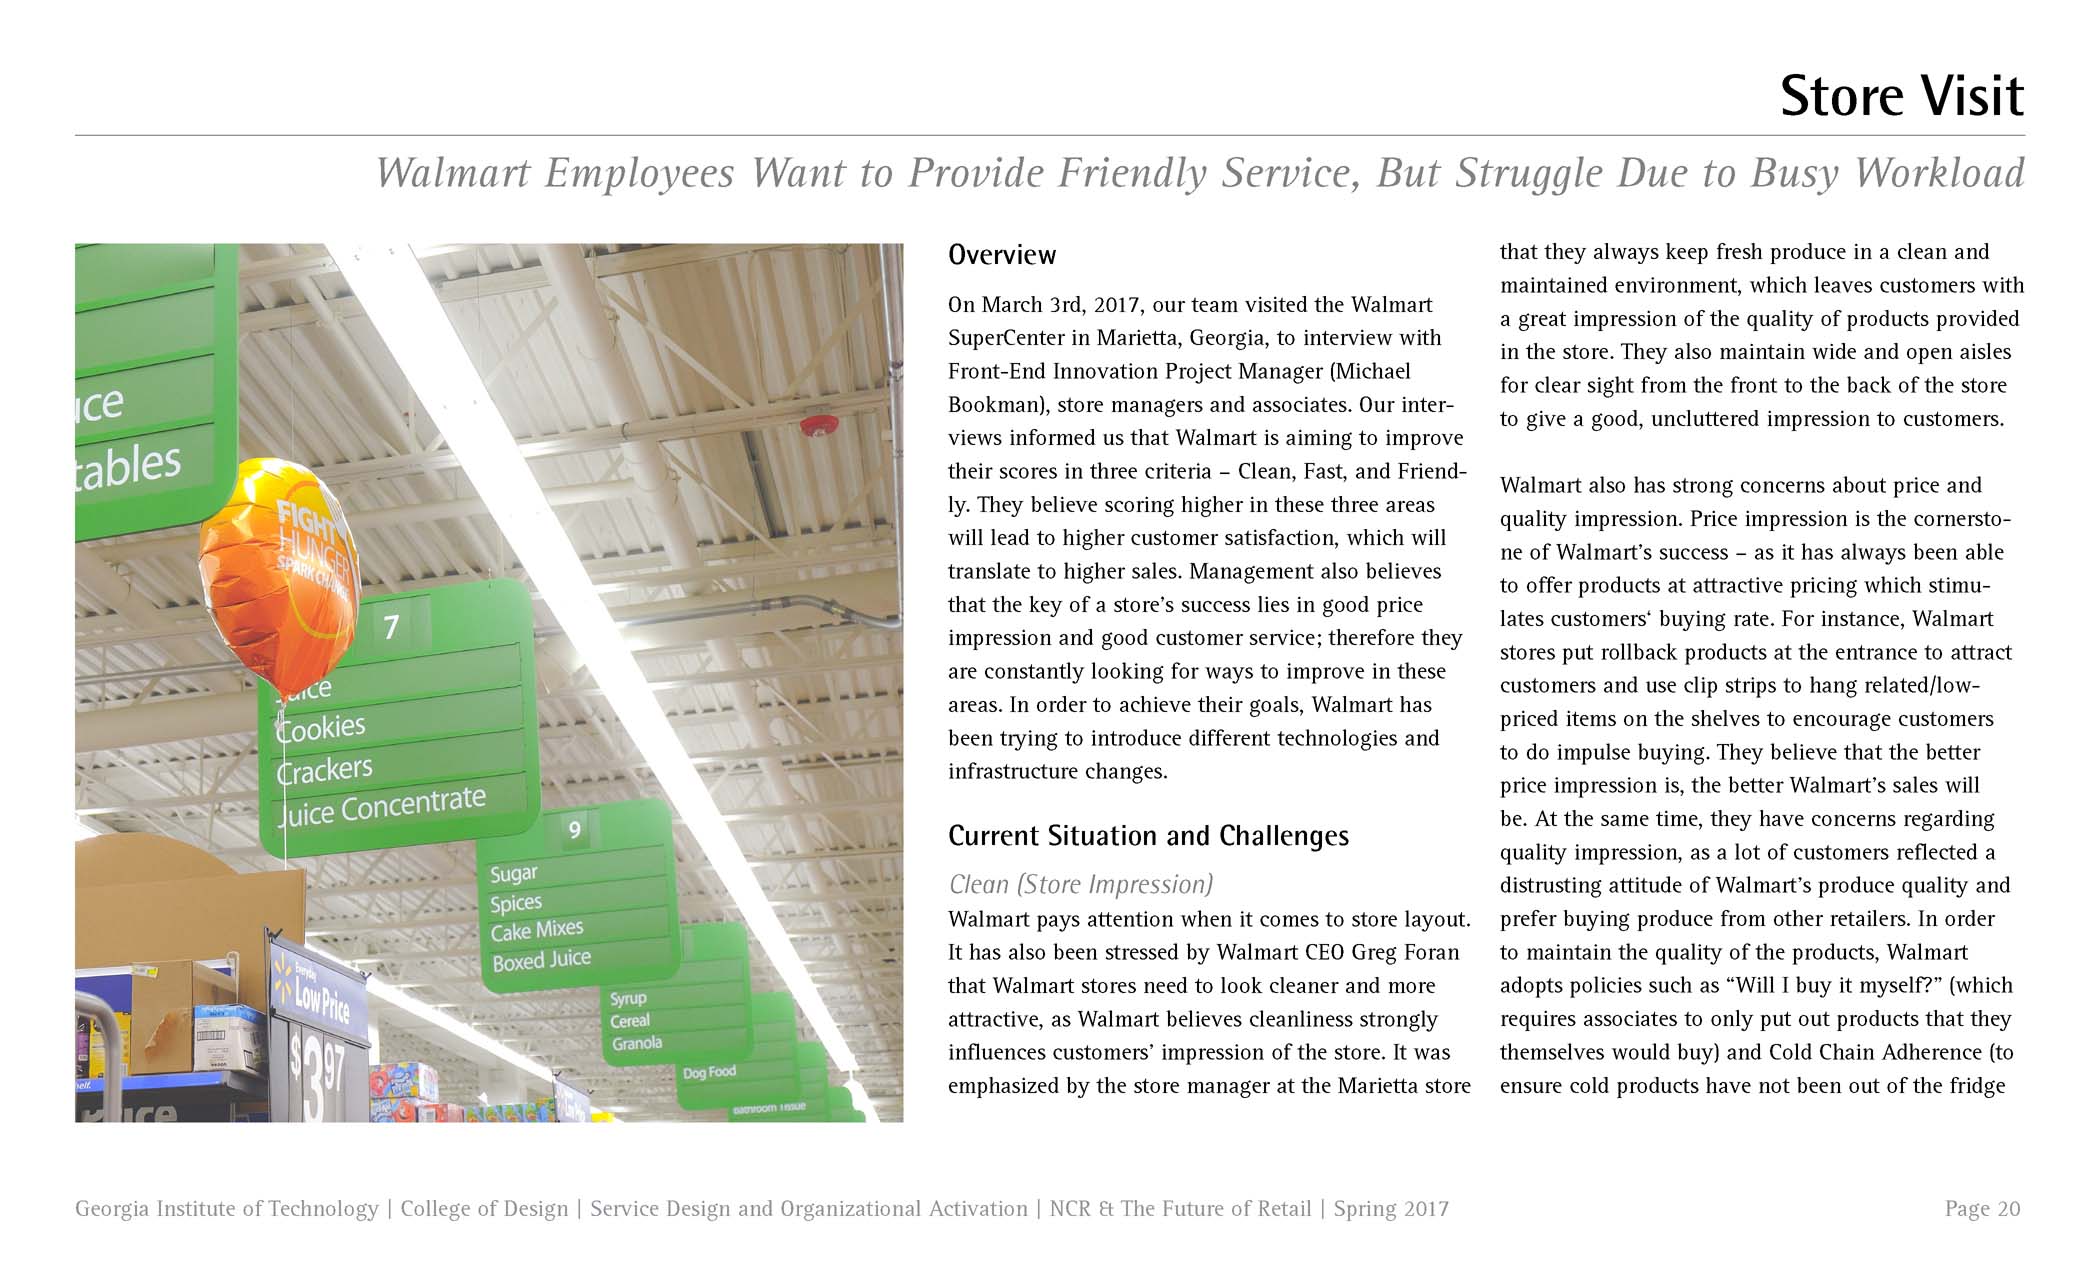 Store Visit
Walmart Employees Want to Provide Friendly Service, But Struggle Due to Busy Workload
tables
FIGHT
HUNGER
SPARK CHANGE
7
Juice
Cookies
Crackers
Juice Concentrate
9
Sugar
Spices
Cake Mixes
Boxed Juice
Syrup
Cereal
Granola
Dog Food
Bathroom Tissue
Everyday
Low Price
$3.97
Overview
On March 3rd, 2017, our team visited the Walmart
SuperCenter in Marietta, Georgia, to interview with
Front-End Innovation Project Manager (Michael
Bookman), store managers and associates. Our inter-
views informed us that Walmart is aiming to improve
their scores in three criteria – Clean, Fast, and Friend-
ly. They believe scoring higher in these three areas
will lead to higher customer satisfaction, which will
translate to higher sales. Management also believes
that the key of a store’s success lies in good price
impression and good customer service; therefore they
are constantly looking for ways to improve in these
areas. In order to achieve their goals, Walmart has
been trying to introduce different technologies and
infrastructure changes.
Current Situation and Challenges
Clean (Store Impression)
Walmart pays attention when it comes to store layout.
It has also been stressed by Walmart CEO Greg Foran
that Walmart stores need to look cleaner and more
attractive, as Walmart believes cleanliness strongly
influences customers’ impression of the store. It was
emphasized by the store manager at the Marietta store
that they always keep fresh produce in a clean and
maintained environment, which leaves customers with
a great impression of the quality of products provided
in the store. They also maintain wide and open aisles
for clear sight from the front to the back of the store
to give a good, uncluttered impression to customers.
Walmart also has strong concerns about price and
quality impression. Price impression is the cornersto-
ne of Walmart’s success – as it has always been able
to offer products at attractive pricing which stimu-
lates customers‘ buying rate. For instance, Walmart
stores put rollback products at the entrance to attract
customers and use clip strips to hang related/low-
priced items on the shelves to encourage customers
to do impulse buying. They believe that the better
price impression is, the better Walmart’s sales will
be. At the same time, they have concerns regarding
quality impression, as a lot of customers reflected a
distrusting attitude of Walmart’s produce quality and
prefer buying produce from other retailers. In order
to maintain the quality of the products, Walmart
adopts policies such as “Will I buy it myself?” (which
requires associates to only put out products that they
themselves would buy) and Cold Chain Adherence (to
ensure cold products have not been out of the fridge
Georgia Institute of Technology | College of Design | Service Design and Organizational Activation | NCR & The Future of Retail | Spring 2017
Page 20